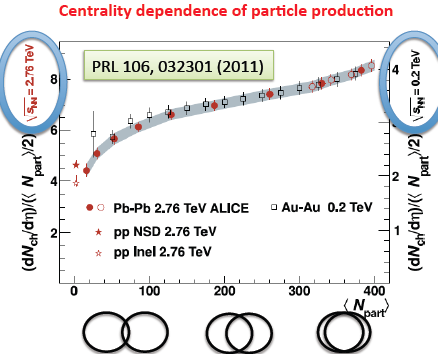 Centrality dependence of particle production
PRL 106, 032301 (2011)
√sNN = 2.76 TeV
(dNch/dη)/(⟨Npart⟩/2)
8
6
4
2
Pb-Pb 2.76 TeV ALICE
Au-Au 0.2 TeV
pp NSD 2.76 TeV
pp Inel 2.76 TeV
√sNN = 0.2 TeV
(dNch/dη)/(⟨Npart⟩/2)
4
3
2
1
0 100 200 300 400
⟨Npart⟩